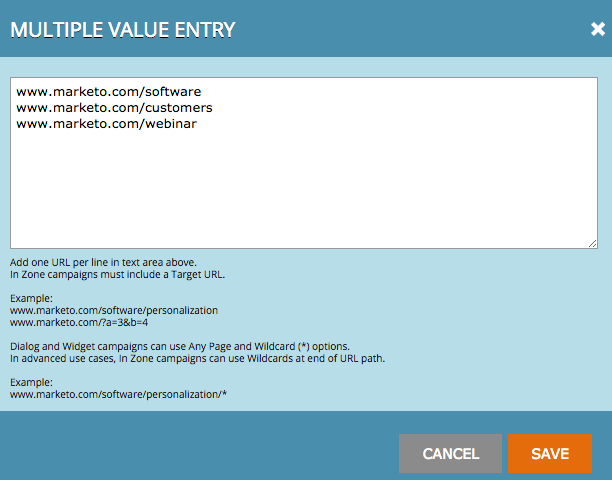 MULTIPLE VALUE ENTRY
www.marketo.com/software
www.marketo.com/customers
www.marketo.com/webinar
Add one URL per line in text area above.
In Zone campaigns must include a Target URL.
Example:
www.marketo.com/software/personalization
www.marketo.com/?a=3&b=4
Dialog and Widget campaigns can use Any Page and Wildcard (*) options.
In advanced use cases, In Zone campaigns can use Wildcards at end of URL path.
Example:
www.marketo.com/software/personalization/*
CANCEL
SAVE